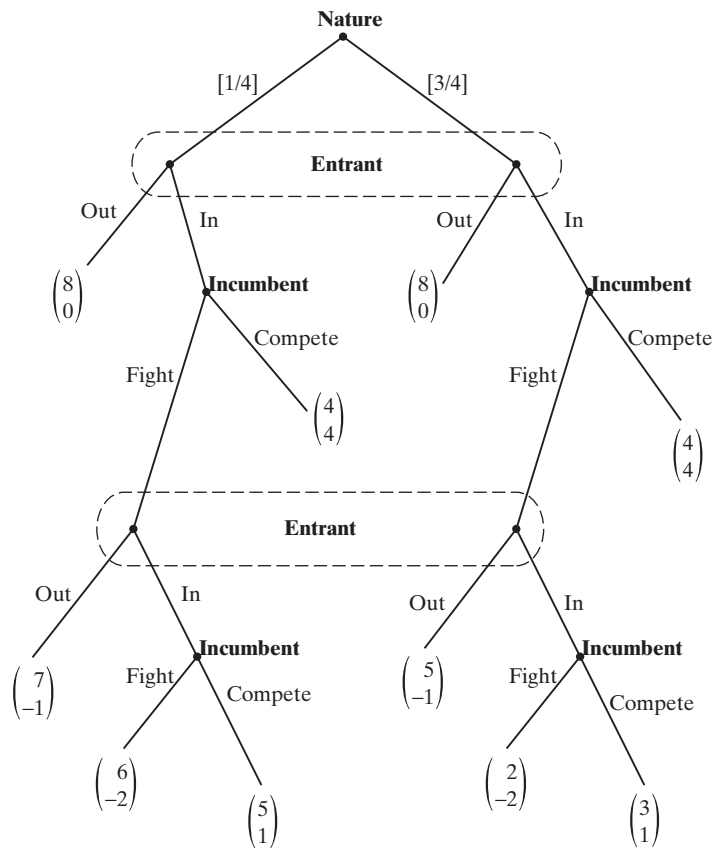 Nature
[1/4] [3/4]
Entrant
Out In Out In
(8 0) Incumbent (8 0) Incumbent
Compete Compete
Fight Fight
(4 4) (4 4)
Entrant
Out In Out In
Incumbent Incumbent
(7 –1) Fight Compete (5 –1) Fight Compete
(6 –2) (5 1) (2 –2) (3 1)